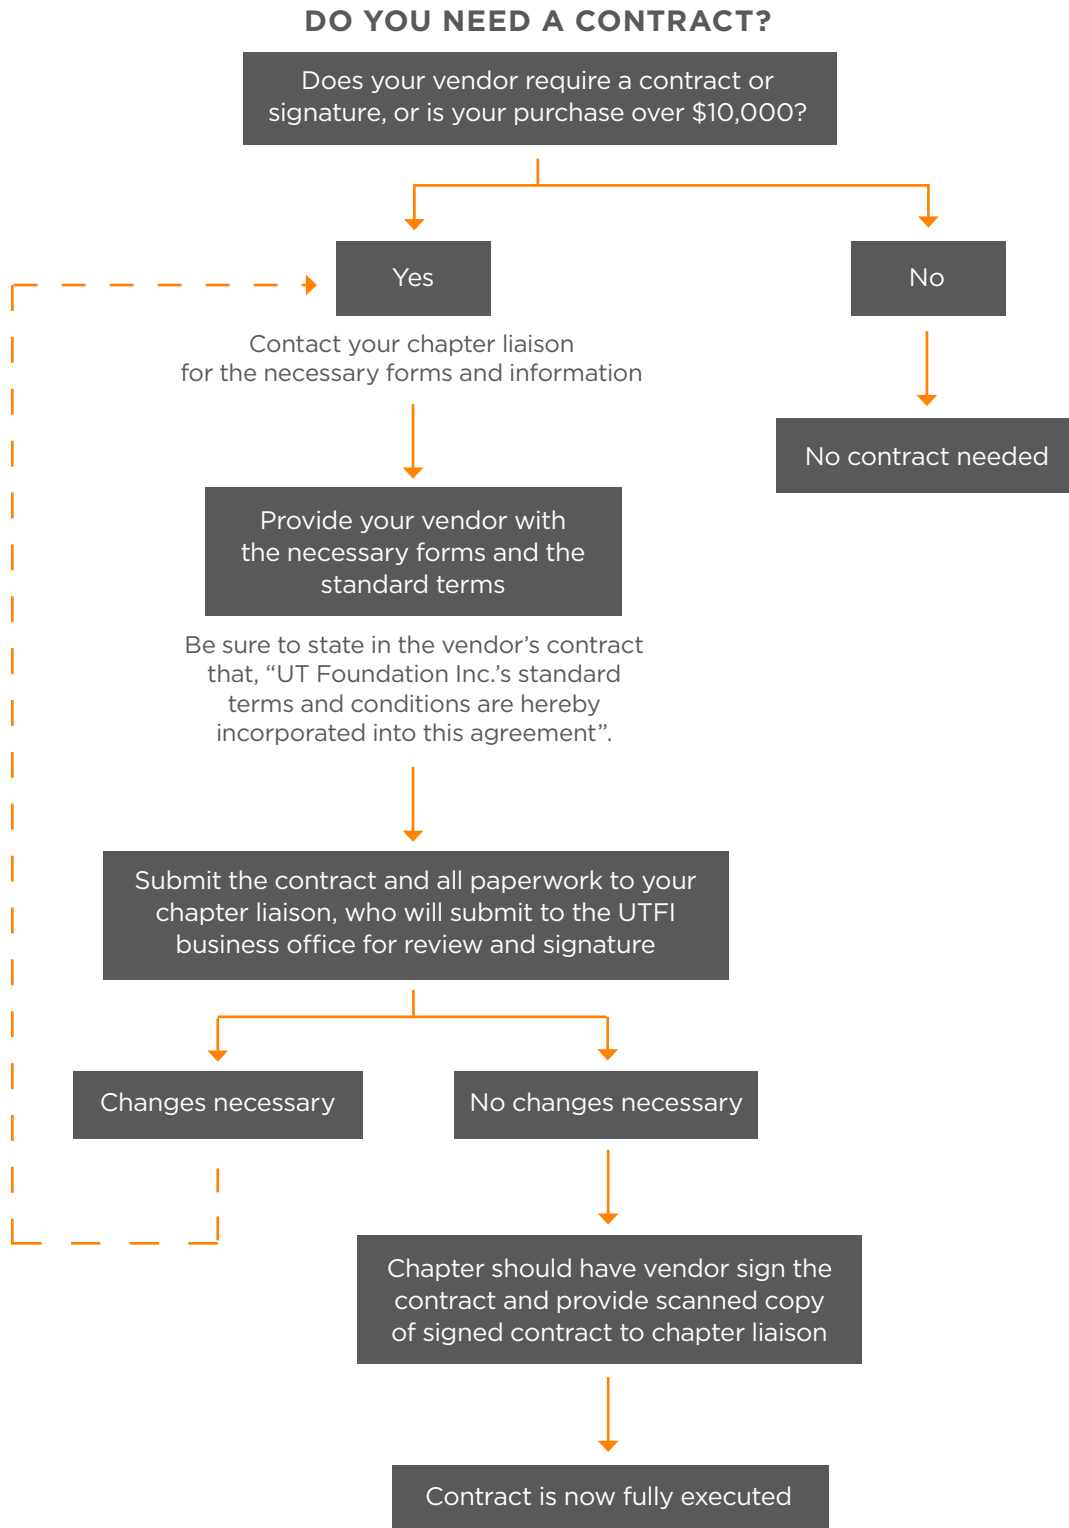 DO YOU NEED A CONTRACT?
Does your vendor require a contract or
signature, or is your purchase over $10,000?
Yes
No
Contact your chapter liaison
for the necessary forms and information
No contract needed
Provide your vendor with
the necessary forms and the
standard terms
Be sure to state in the vendor’s contract
that, “UT Foundation Inc.’s standard
terms and conditions are hereby
incorporated into this agreement”.
Submit the contract and all paperwork to your
chapter liaison, who will submit to the UTFI
business office for review and signature
Changes necessary
No changes necessary
Chapter should have vendor sign the
contract and provide scanned copy
of signed contract to chapter liaison
Contract is now fully executed